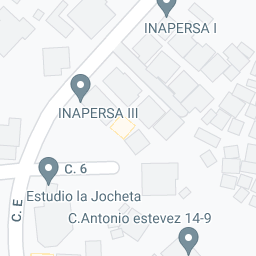 INAPERSA I
INAPERSA III
C. 6
Estudio la Jocheta
C. E
C.Antonio estevez 14-9